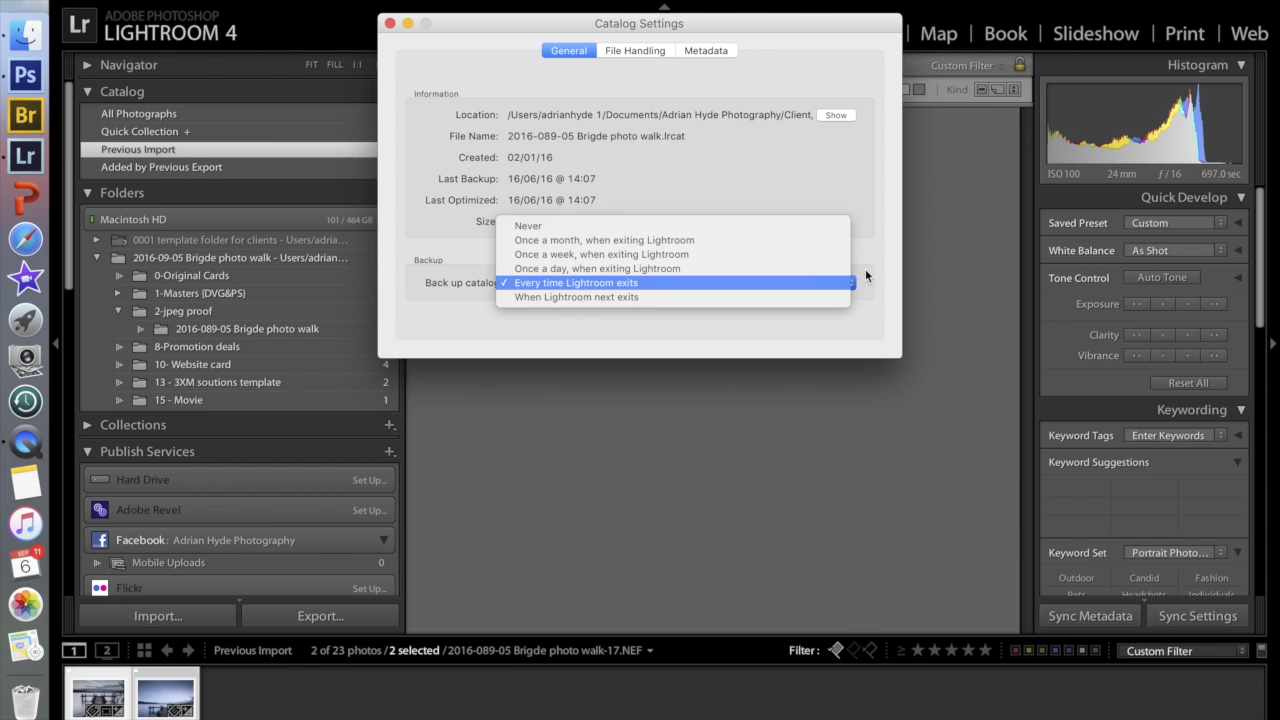 Catalog Settings
General File Handling Metadata
Information
Location: /Users/adrianhyde 1/Documents/Adrian Hyde Photography/Client, Show
File Name: 2016-089-05 Brigde photo walk.lrcat
Created: 02/01/16
Last Backup: 16/06/16 @ 14:07
Last Optimized: 16/06/16 @ 14:07
Size
Never
Once a month, when exiting Lightroom
Once a week, when exiting Lightroom
Once a day, when exiting Lightroom
Backup
Back up catalo ✓ Every time Lightroom exits
When Lightroom next exits
Lr ADOBE PHOTOSHOP
LIGHTROOM 4
Map | Book | Slideshow | Print | Web
Ps
Br
Lr
SEP 11
6
Navigator FIT FILL 1:1
Catalog
All Photographs
Quick Collection +
Previous Import
Added by Previous Export
Folders
Macintosh HD 101 / 464 GB
0001 template folder for clients - Users/adria...
2016-09-05 Brigde photo walk - Users/adrian...
0-Original Cards
1-Masters {DVG&PS}
2-jpeg proof
2016-089-05 Brigde photo walk
8-Promotion deals
10- Website card 4
13 - 3XM soutions template 2
15 - Movie 1
Collections +
Publish Services +
Hard Drive Set Up...
Adobe Revel Set Up...
Facebook: Adrian Hyde Photography
Mobile Uploads 0
Flickr Set Up...
Import... Export...
Custom Filter
Kind
Histogram
ISO 100 24 mm ƒ / 16 697.0 sec
Quick Develop
Saved Preset Custom
White Balance As Shot
Tone Control Auto Tone
Exposure
Clarity
Vibrance
Reset All
Keywording
Keyword Tags Enter Keywords
Keyword Suggestions
Keyword Set Portrait Photo...
Outdoor Candid Fashion
Pets Headshots Individuals
Sync Metadata Sync Settings
1 2 Previous Import 2 of 23 photos / 2 selected / 2016-089-05 Brigde photo walk-17.NEF Filter: ≥ ★★★★★ Custom Filter